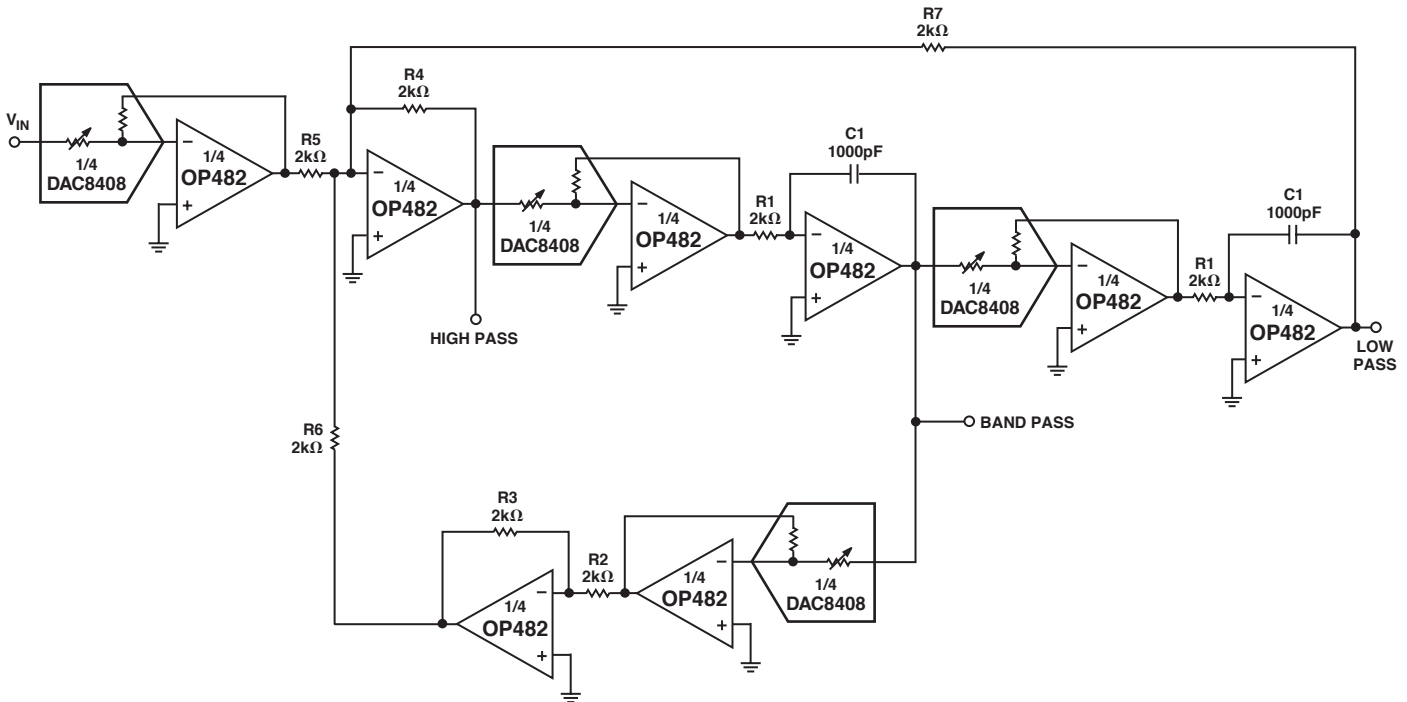 R7
2kΩ
R4
2kΩ
VIN
1/4
DAC8408
1/4
OP482
−
+
R5
2kΩ
1/4
OP482
−
+
HIGH PASS
1/4
DAC8408
1/4
OP482
−
+
R1
2kΩ
C1
1000pF
1/4
OP482
−
+
1/4
DAC8408
1/4
OP482
−
+
R1
2kΩ
C1
1000pF
1/4
OP482
−
+
LOW
PASS
BAND PASS
R6
2kΩ
R3
2kΩ
1/4
OP482
−
+
R2
2kΩ
1/4
OP482
−
+
1/4
DAC8408